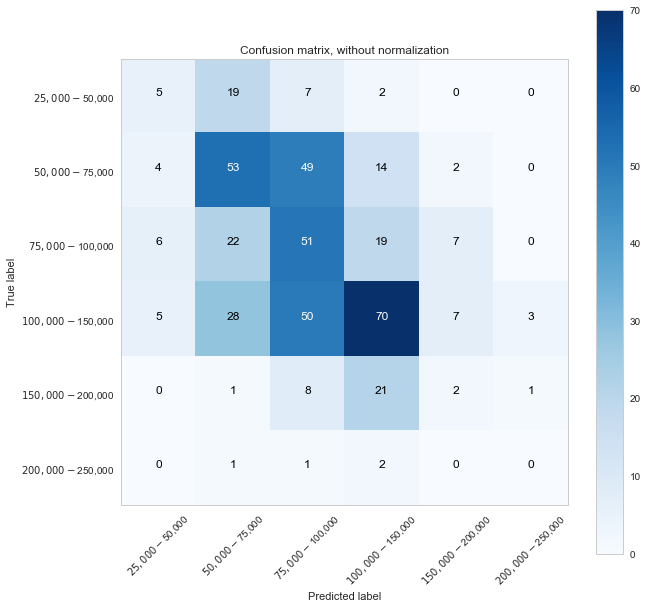 Confusion matrix, without normalization
True label
25,000-50,000 5 19 7 2 0 0
50,000-75,000 4 53 49 14 2 0
75,000-100,000 6 22 51 19 7 0
100,000-150,000 5 28 50 70 7 3
150,000-200,000 0 1 8 21 2 1
200,000-250,000 0 1 1 2 0 0
25,000-50,000
50,000-75,000
75,000-100,000
100,000-150,000
150,000-200,000
200,000-250,000
Predicted label
70
60
50
40
30
20
10
0